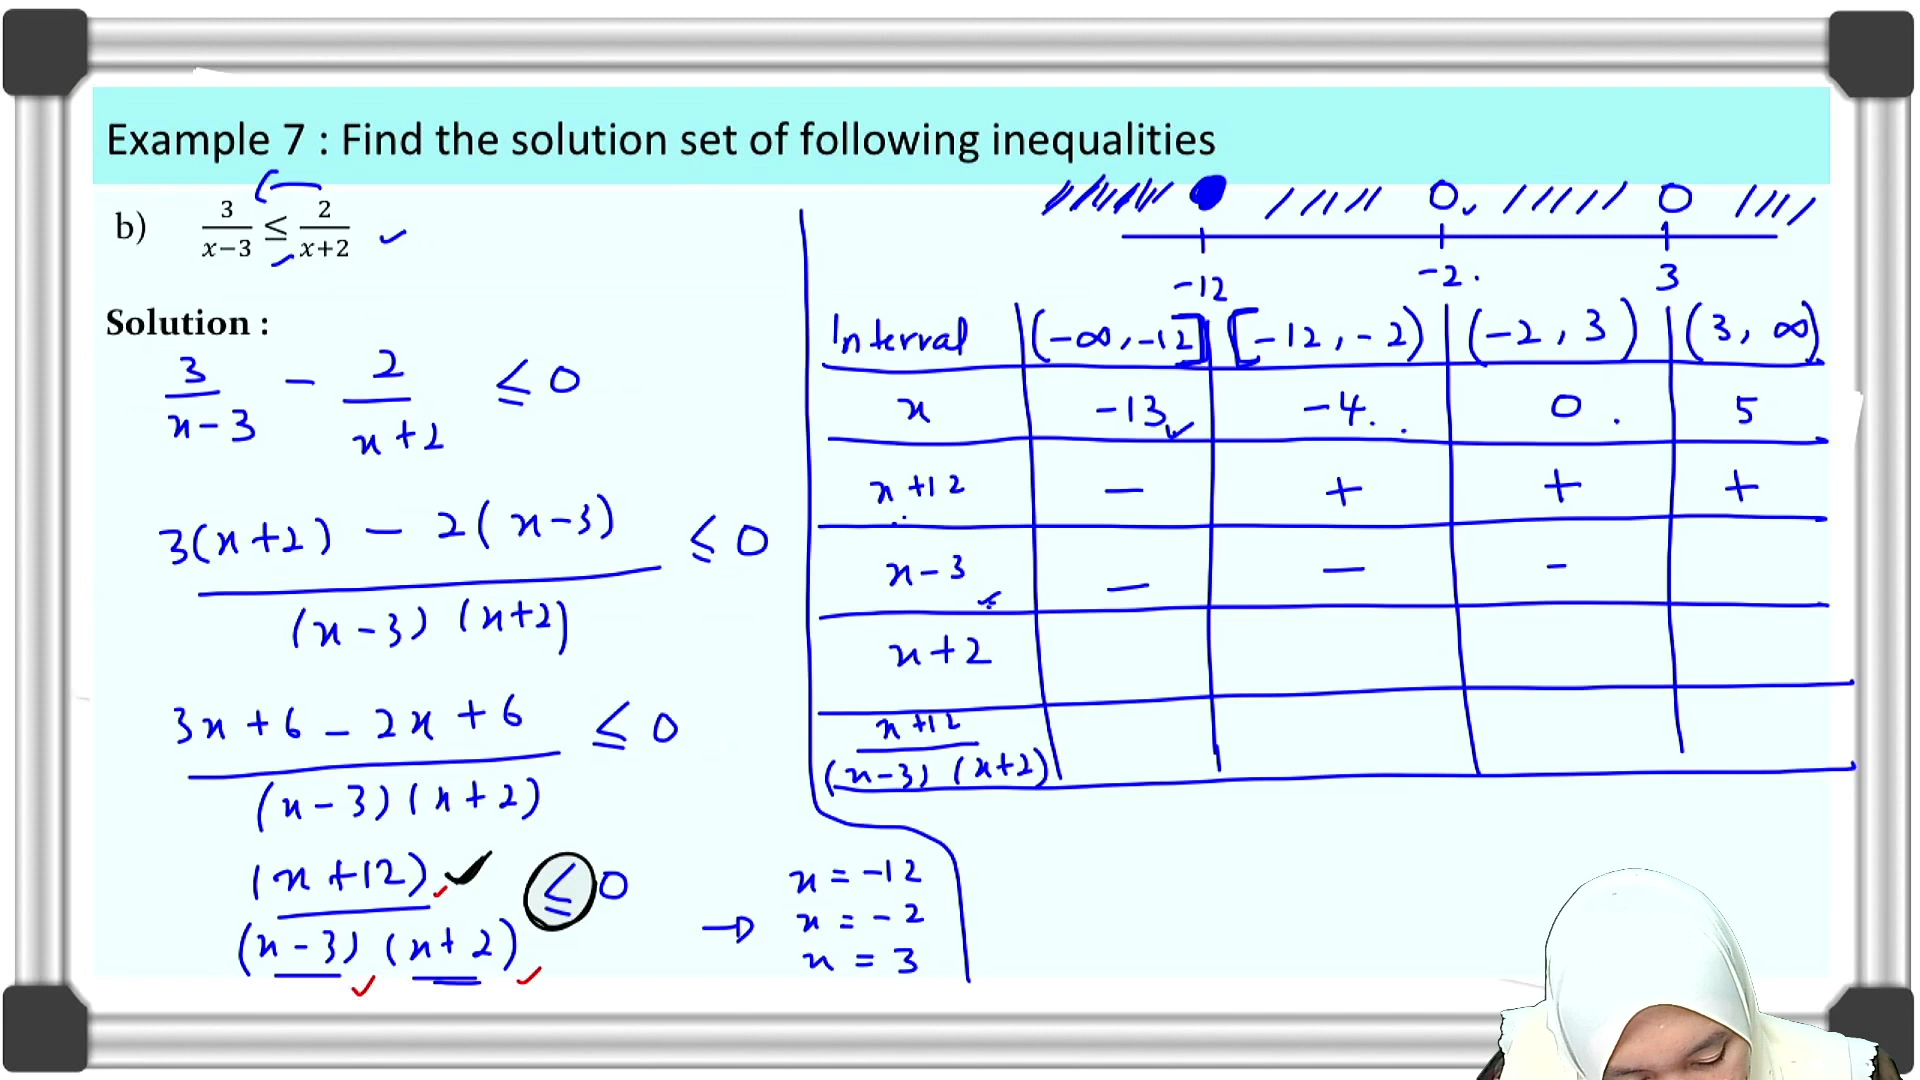 Example 7 : Find the solution set of following inequalities
b) 3/(x−3) ≤ 2/(x+2)
Solution :
3/(x-3) - 2/(x+2) ≤ 0
(3(x+2) - 2(x-3))/((x-3)(x+2)) ≤ 0
(3x+6-2x+6)/((x-3)(x+2)) ≤ 0
(x+12)/((x-3)(x+2)) ≤ 0
x = -12
x = -2
x = 3
-12 -2 3
Interval (-∞,-12] [-12,-2) (-2,3) (3,∞)
x -13 -4 0 5
x+12 - + + +
x-3 - - -
x+2
(x+12)/((x-3)(x+2))